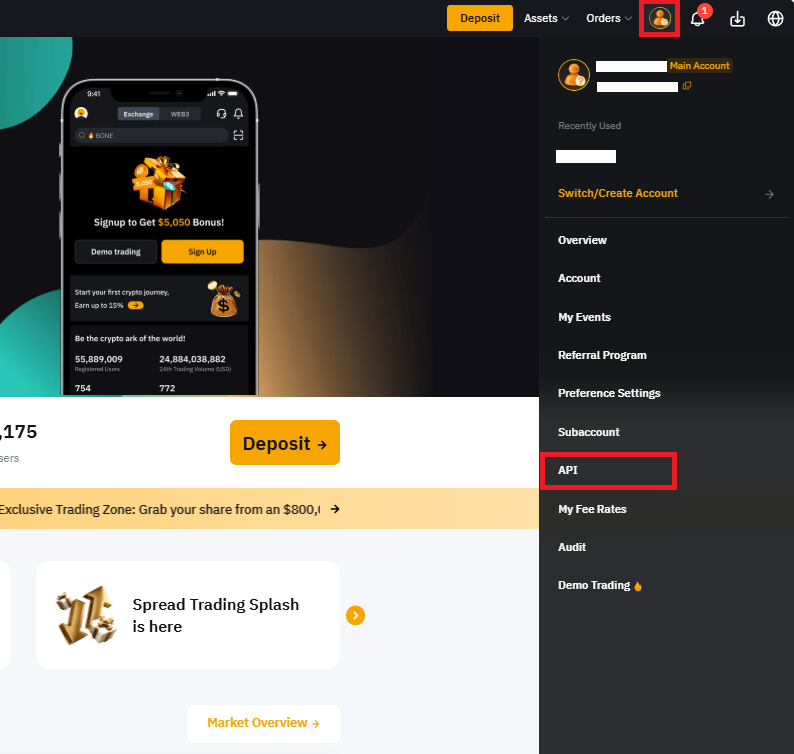 Deposit
Assets
Orders
1
Main Account
Recently Used
Switch/Create Account
Overview
Account
My Events
Referral Program
Preference Settings
Subaccount
API
My Fee Rates
Audit
Demo Trading
9:41
Exchange
WEB3
BONE
5,050
Signup to Get $5,050 Bonus!
Demo trading
Sign Up
Start your first crypto journey,
Earn up to 15%
Be the crypto ark of the world!
55,889,009
24,884,038,882
Registered Users
24th Trading Volume (USD)
754
772
,175
sers
Deposit →
Exclusive Trading Zone: Grab your share from an $800,( →
Spread Trading Splash
is here
Market Overview →